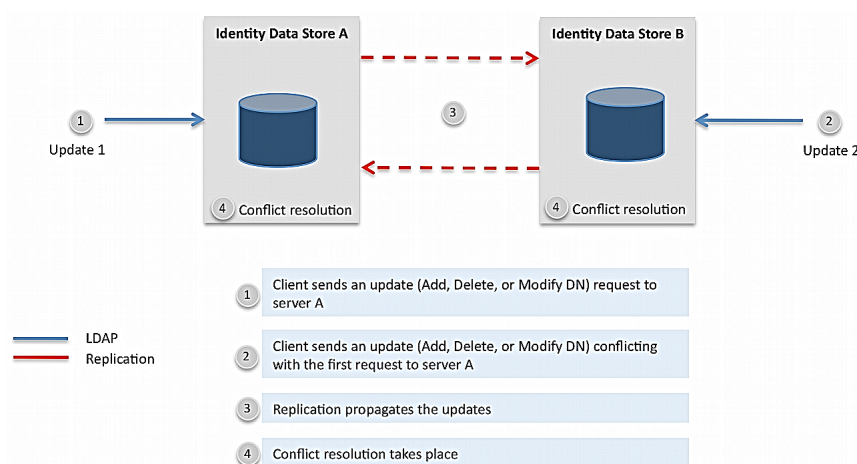 Identity Data Store A
Identity Data Store B
1
Update 1
3
2
Update 2
4 Conflict resolution
4 Conflict resolution
1 Client sends an update (Add, Delete, or Modify DN) request to
server A
LDAP
Replication
2 Client sends an update (Add, Delete, or Modify DN) conflicting
with the first request to server A
3 Replication propagates the updates
4 Conflict resolution takes place